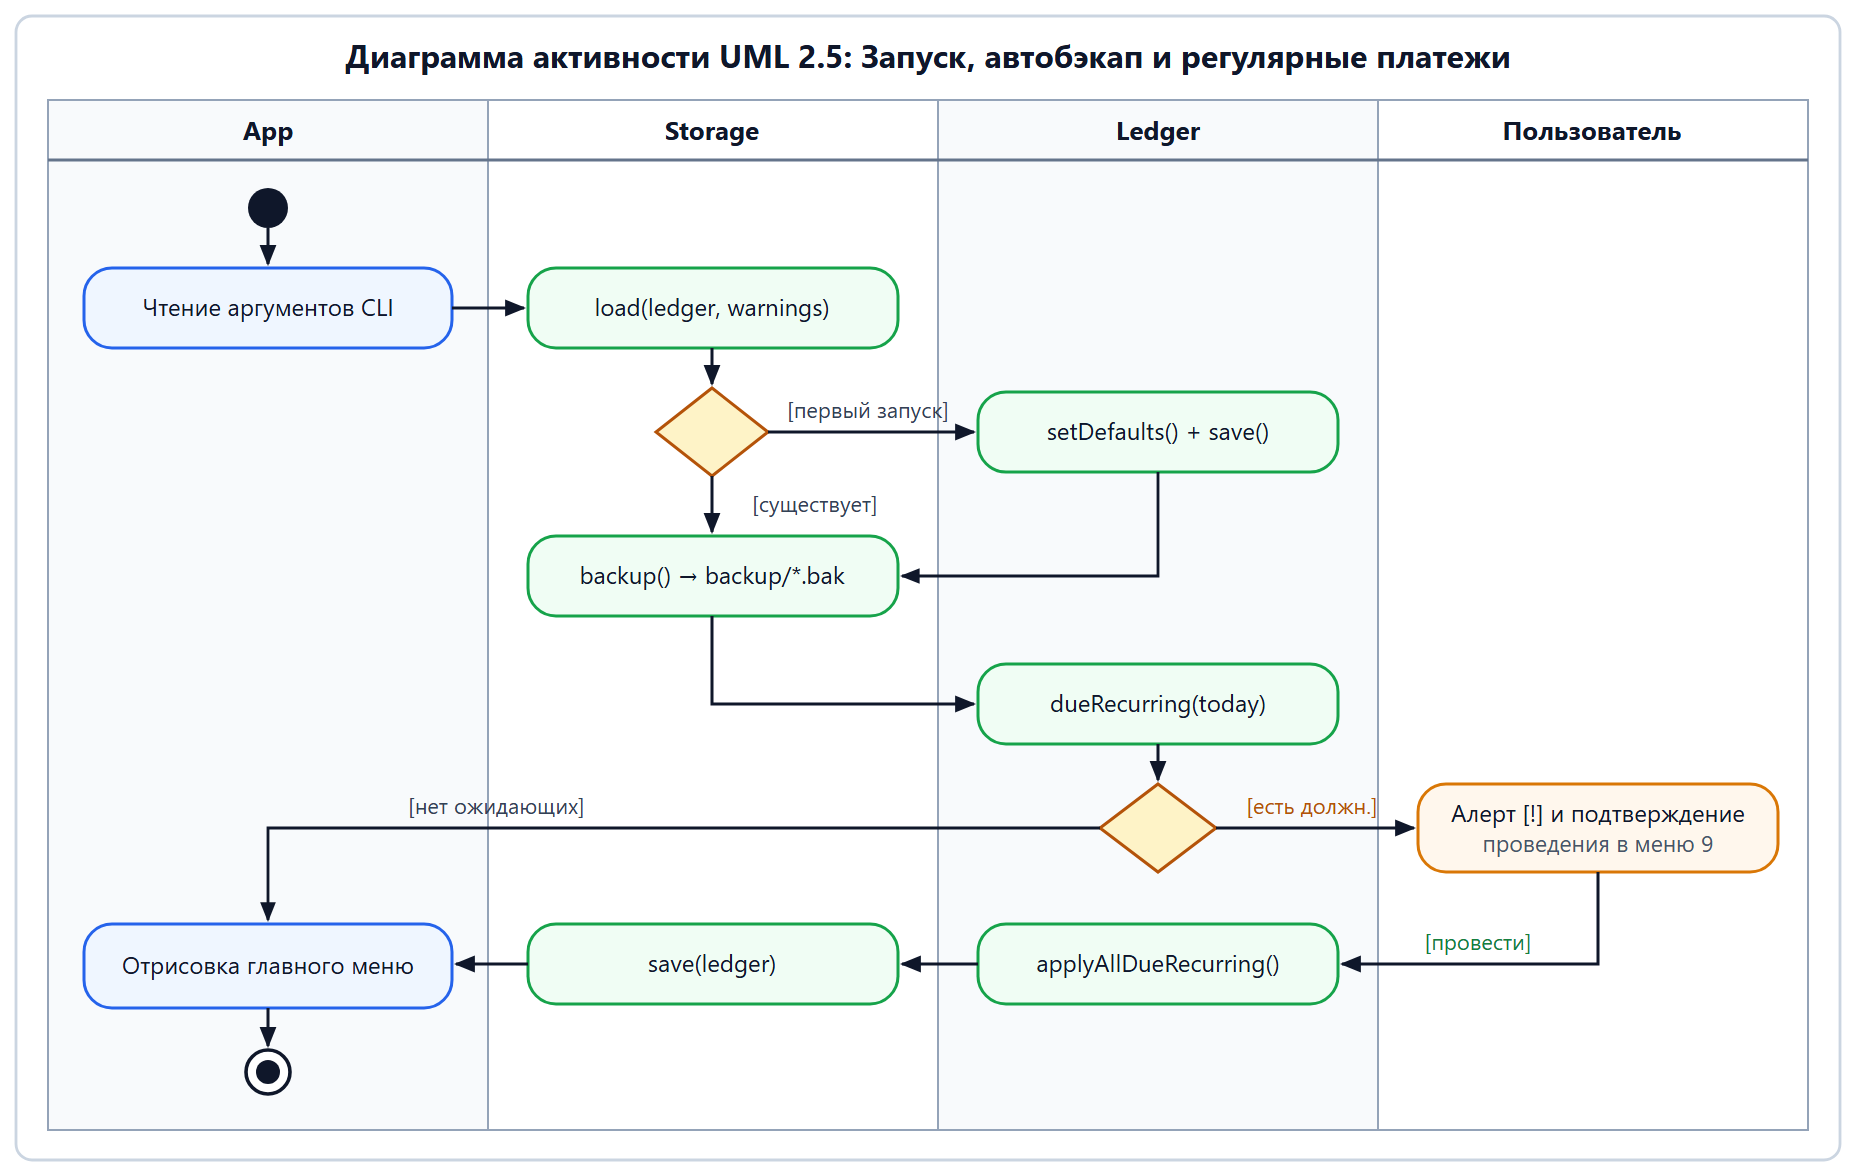 Диаграмма активности UML 2.5: Запуск, автобэкап и регулярные платежи
App
Storage
Ledger
Пользователь
Чтение аргументов CLI
load(ledger, warnings)
[первый запуск]
setDefaults() + save()
[существует]
backup() → backup/*.bak
dueRecurring(today)
[нет ожидающих]
[есть должн.]
Алерт [!] и подтверждение
проведения в меню 9
[провести]
Отрисовка главного меню
save(ledger)
applyAllDueRecurring()